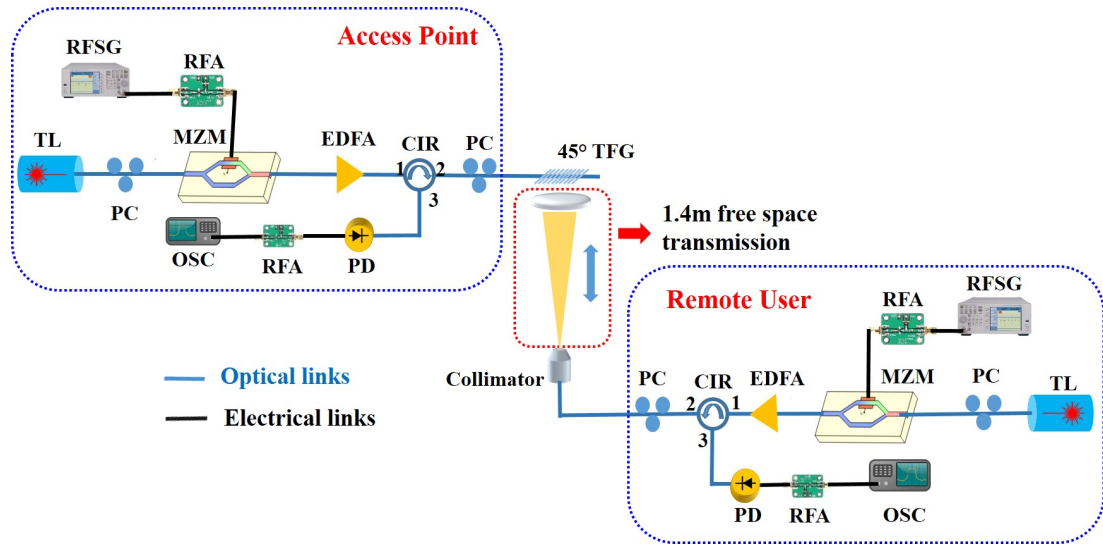 Access Point
RFSG
RFA
TL
MZM
EDFA
CIR
PC
1
2
3
PC
45° TFG
OSC
RFA
PD
1.4m free space
transmission
Remote User
RFA
RFSG
Collimator
PC
CIR
EDFA
MZM
PC
TL
2
1
3
Optical links
Electrical links
PD
RFA
OSC